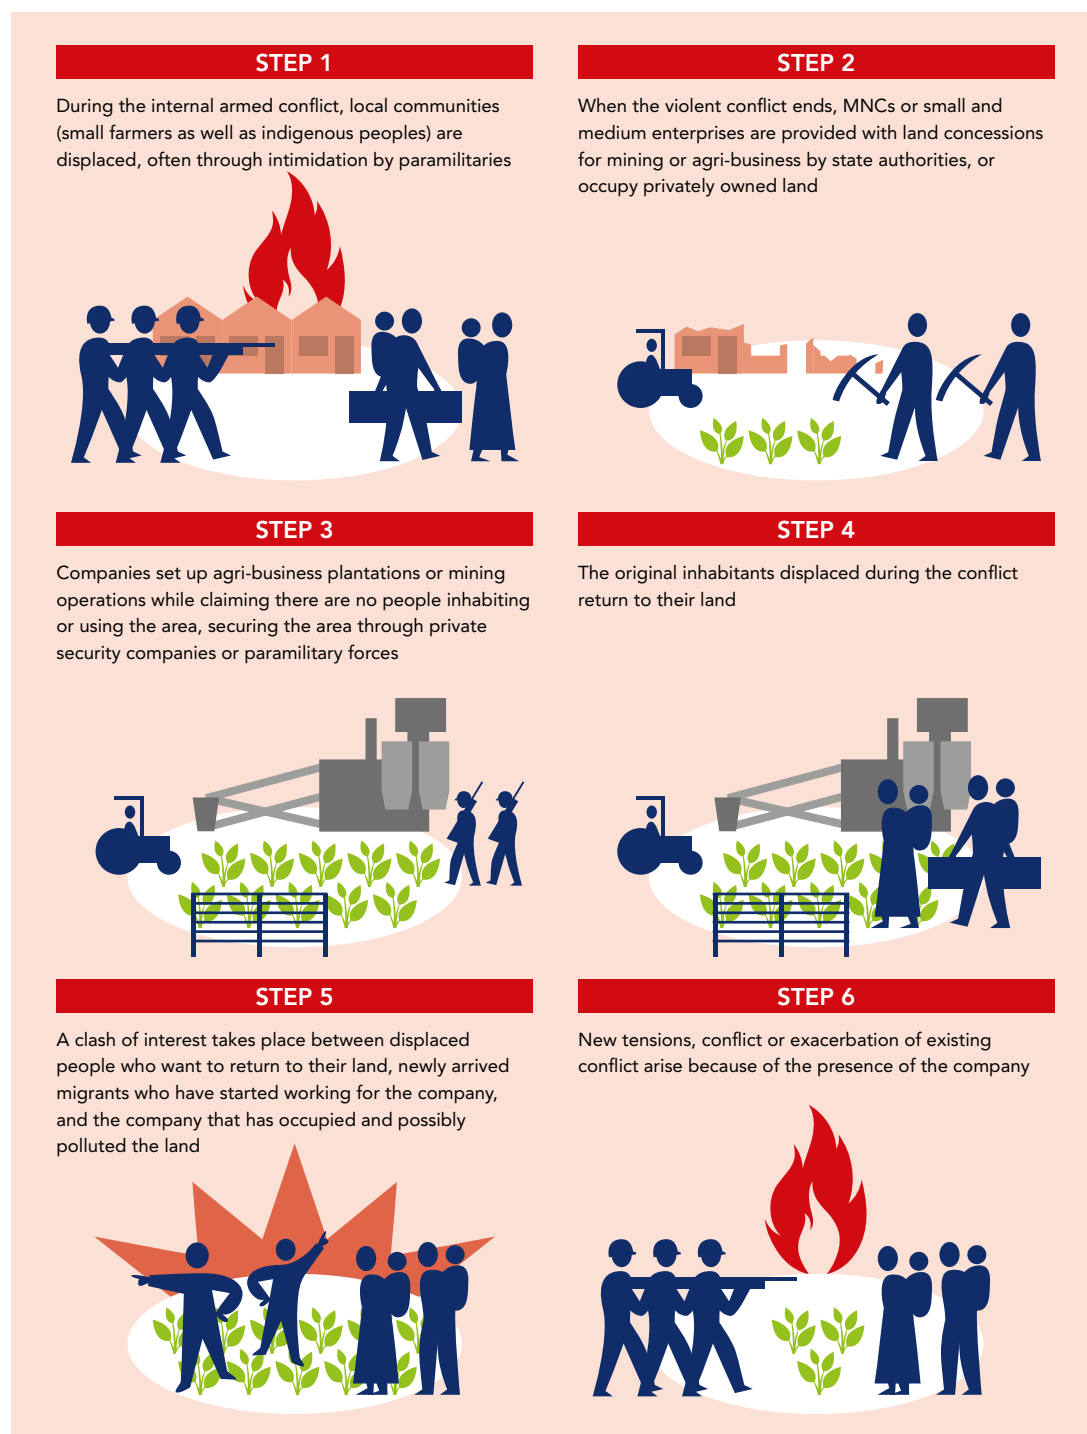 STEP 1
During the internal armed conflict, local communities
(small farmers as well as indigenous peoples) are
displaced, often through intimidation by paramilitaries
STEP 2
When the violent conflict ends, MNCs or small and
medium enterprises are provided with land concessions
for mining or agri-business by state authorities, or
occupy privately owned land
STEP 3
Companies set up agri-business plantations or mining
operations while claiming there are no people inhabiting
or using the area, securing the area through private
security companies or paramilitary forces
STEP 4
The original inhabitants displaced during the conflict
return to their land
STEP 5
A clash of interest takes place between displaced
people who want to return to their land, newly arrived
migrants who have started working for the company,
and the company that has occupied and possibly
polluted the land
STEP 6
New tensions, conflict or exacerbation of existing
conflict arise because of the presence of the company